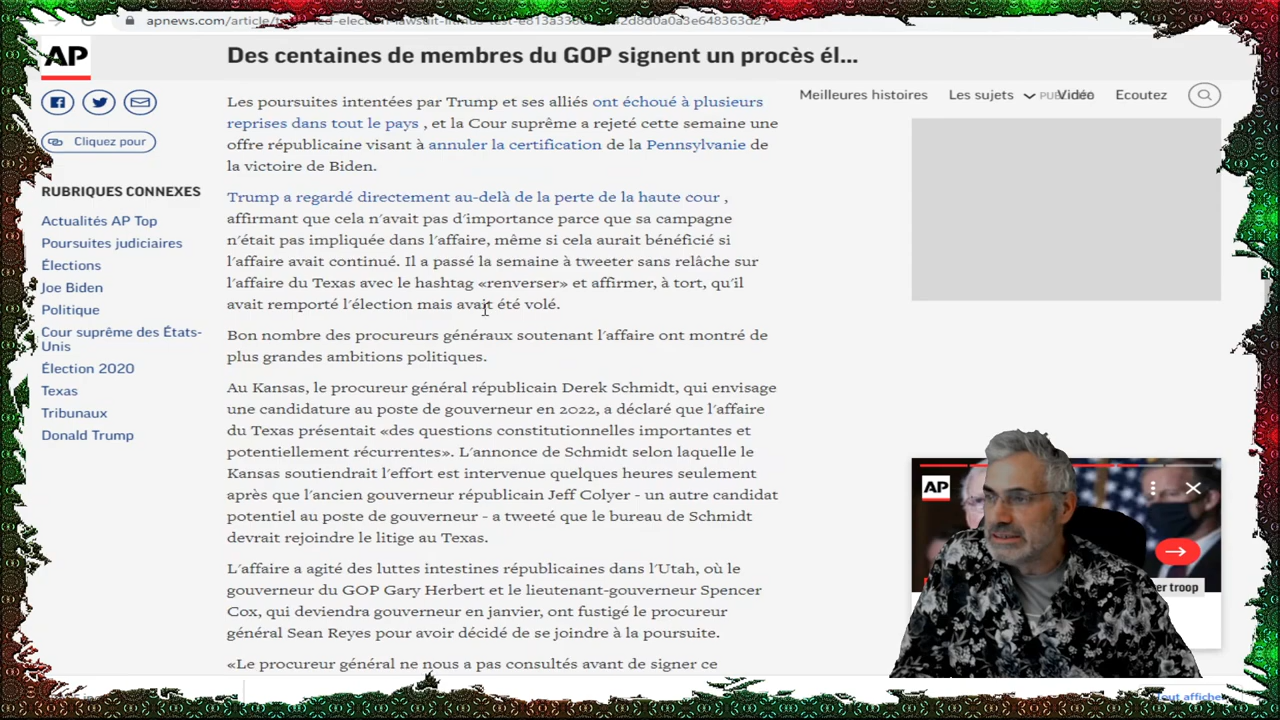 AP
Des centaines de membres du GOP signent un procès él...
Meilleures histoires
Les sujets
Vidéo
Ecoutez
Cliquez pour
RUBRIQUES CONNEXES
Actualités AP Top
Poursuites judiciaires
Élections
Joe Biden
Politique
Cour suprême des États-
Unis
Élection 2020
Texas
Tribunaux
Donald Trump
Les poursuites intentées par Trump et ses alliés ont échoué à plusieurs
reprises dans tout le pays , et la Cour suprême a rejeté cette semaine une
offre républicaine visant à annuler la certification de la Pennsylvanie de
la victoire de Biden.
Trump a regardé directement au-delà de la perte de la haute cour ,
affirmant que cela n'avait pas d'importance parce que sa campagne
n'était pas impliquée dans l'affaire, même si cela aurait bénéficié si
l'affaire avait continué. Il a passé la semaine à tweeter sans relâche sur
l'affaire du Texas avec le hashtag «renverser» et affirmer, à tort, qu'il
avait remporté l'élection mais avait été volé.
Bon nombre des procureurs généraux soutenant l'affaire ont montré de
plus grandes ambitions politiques.
Au Kansas, le procureur général républicain Derek Schmidt, qui envisage
une candidature au poste de gouverneur en 2022, a déclaré que l'affaire
du Texas présentait «des questions constitutionnelles importantes et
potentiellement récurrentes». L'annonce de Schmidt selon laquelle le
Kansas soutiendrait l'effort est intervenue quelques heures seulement
après que l'ancien gouverneur républicain Jeff Colyer - un autre candidat
potentiel au poste de gouverneur - a tweeté que le bureau de Schmidt
devrait rejoindre le litige au Texas.
L'affaire a agité des luttes intestines républicaines dans l'Utah, où le
gouverneur du GOP Gary Herbert et le lieutenant-gouverneur Spencer
Cox, qui deviendra gouverneur en janvier, ont fustigé le procureur
général Sean Reyes pour avoir décidé de se joindre à la poursuite.
«Le procureur général ne nous a pas consultés avant de signer ce
AP
troop